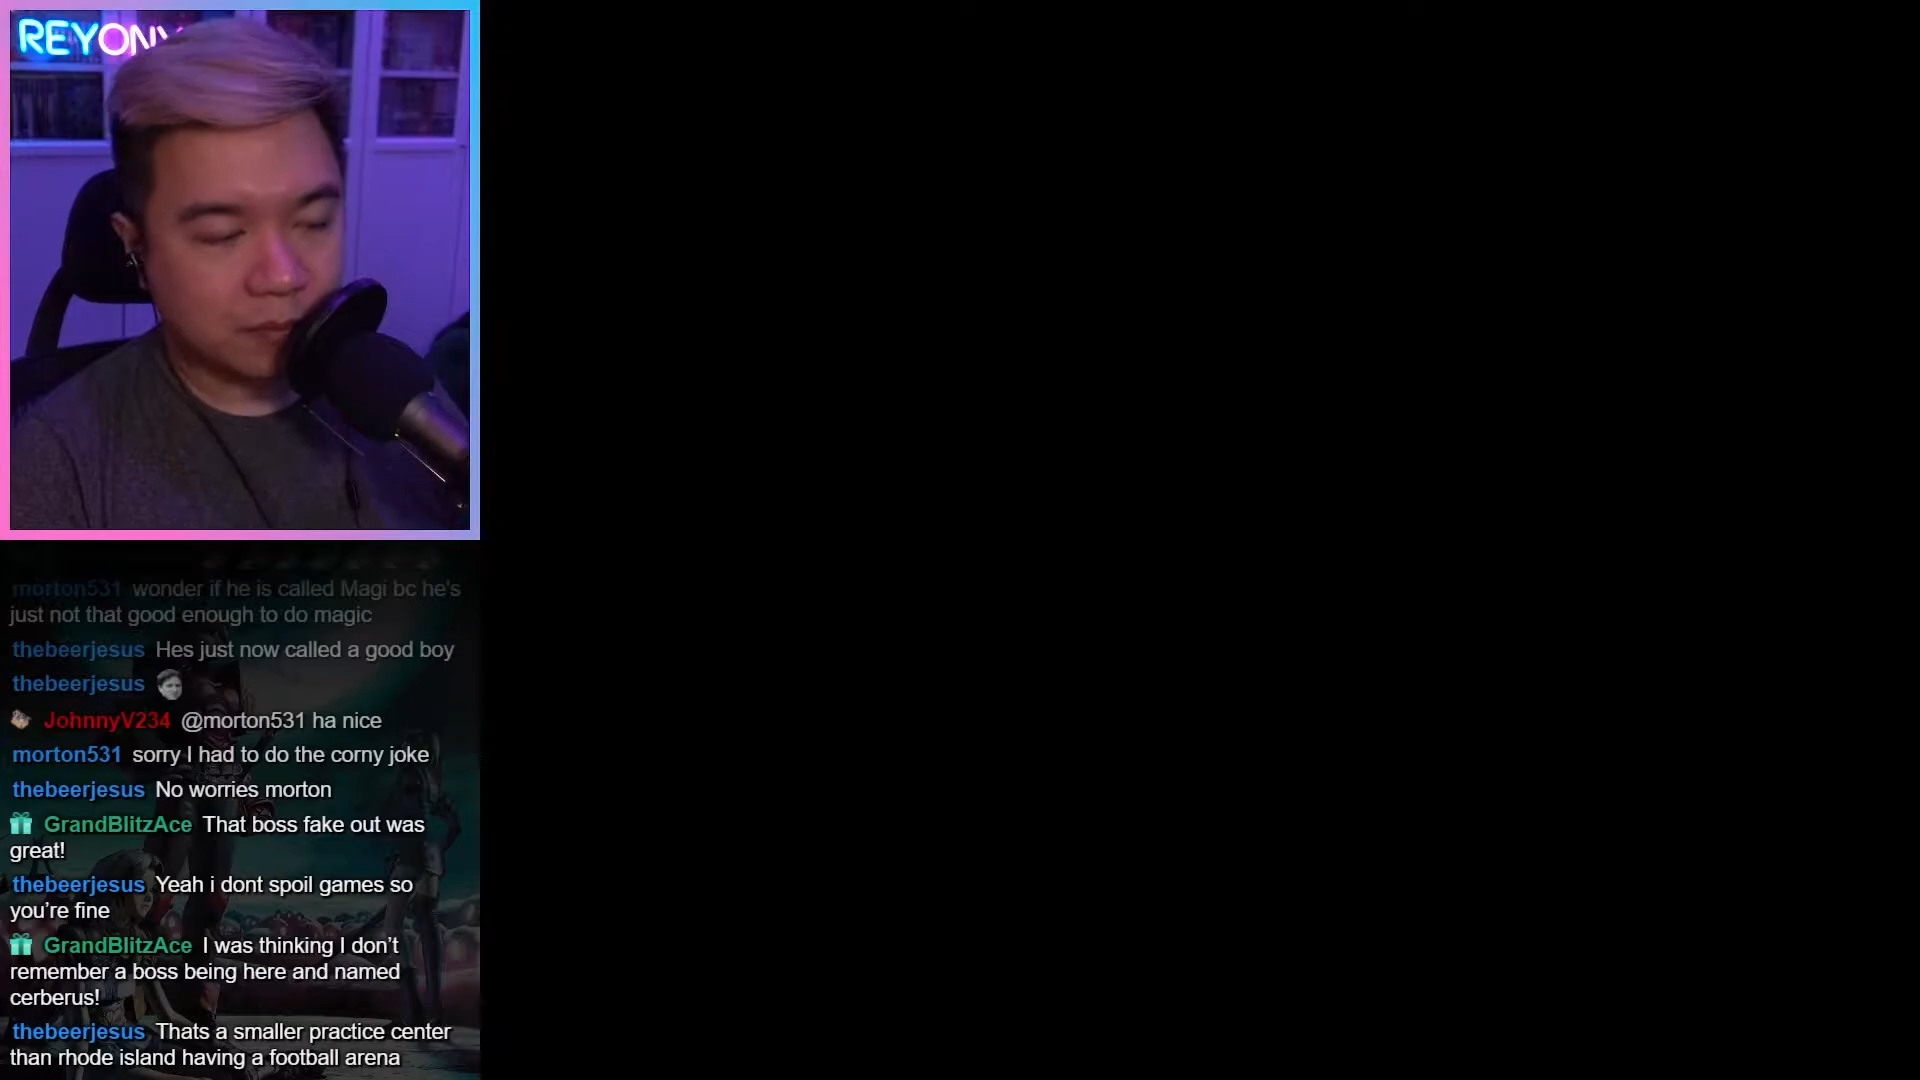 REYONY
morton531 wonder if he is called Magi bc he's
just not that good enough to do magic
thebeerjesus Hes just now called a good boy
thebeerjesus
JohnnyV234 @morton531 ha nice
morton531 sorry I had to do the corny joke
thebeerjesus No worries morton
GrandBlitzAce That boss fake out was
great!
thebeerjesus Yeah i dont spoil games so
you’re fine
GrandBlitzAce I was thinking I don’t
remember a boss being here and named
cerberus!
thebeerjesus Thats a smaller practice center
than rhode island having a football arena